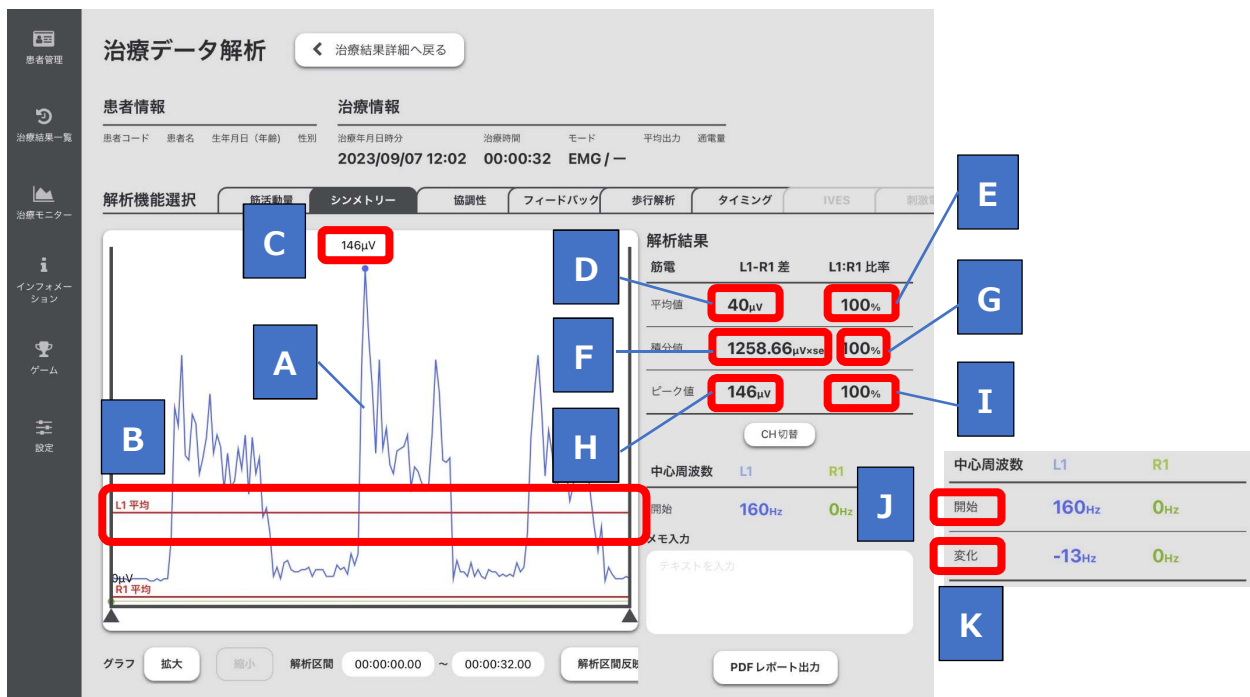 患者管理
治療結果一覧
治療モニター
インフォメー
ション
ゲーム
設定
治療データ解析
治療結果詳細へ戻る
患者情報
治療情報
患者コード 患者名 生年月日（年齢) 性別
治療年月日時分 治療時間 モード 平均出力 通電量
2023/09/07 12:02 00:00:32 EMG / ー
解析機能選択
筋活動量 シンメトリー 協調性 フィードバック 歩行解析 タイミング IVES
C
146μV
A
B
L1 平均
0μV
R1 平均
グラフ 拡大 縮小 解析区間 00:00:00.00 ~ 00:00:32.00
解析結果
筋電 L1-R1 差 L1:R1 比率
平均値 40μV 100%
積分値 1258.66μV×se 100%
ピーク値 146μV 100%
CH切替
中心周波数 L1 R1
開始 160Hz 0Hz
メモ入力
テキストを入力
PDF レポート出力
D
E
F
G
H
I
J
中心周波数 L1 R1
開始 160Hz 0Hz
変化 -13Hz 0Hz
K